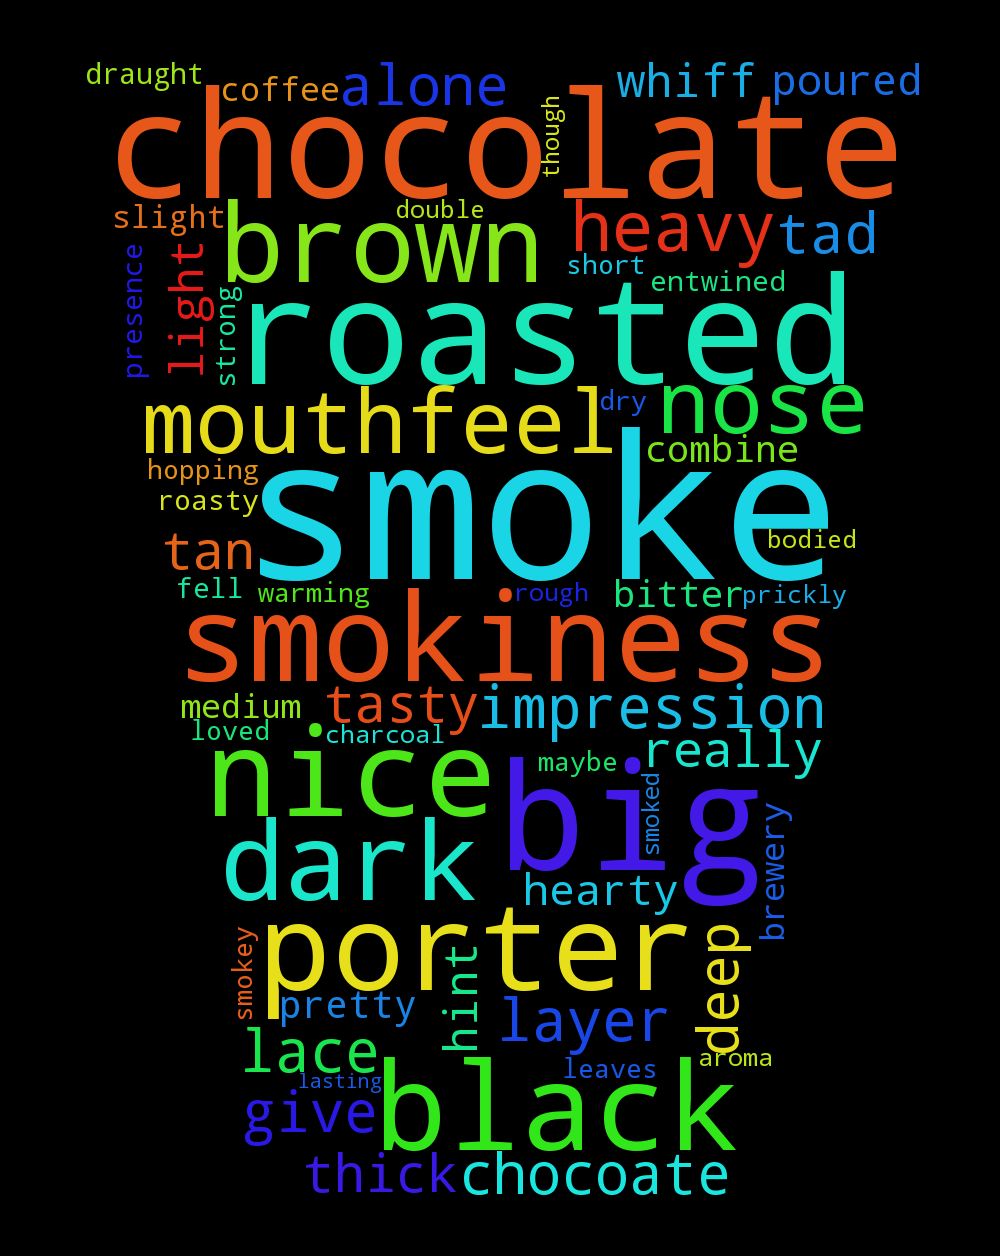 draught coffee alone whiff poured
chocolate though
slight brown double heavy tad
presence light strong short entwined
roasted
mouthfeel dry nose
combine
hopping
roasty smoke
tan bodied
fell warming rough bitter prickly
smokiness
medium tasty impression
loved charcoal really
nice maybe
big smoked brewery
dark hearty
porter
smokey hint deep
pretty layer
lace leaves aroma
lasting
give black
thick chocoate